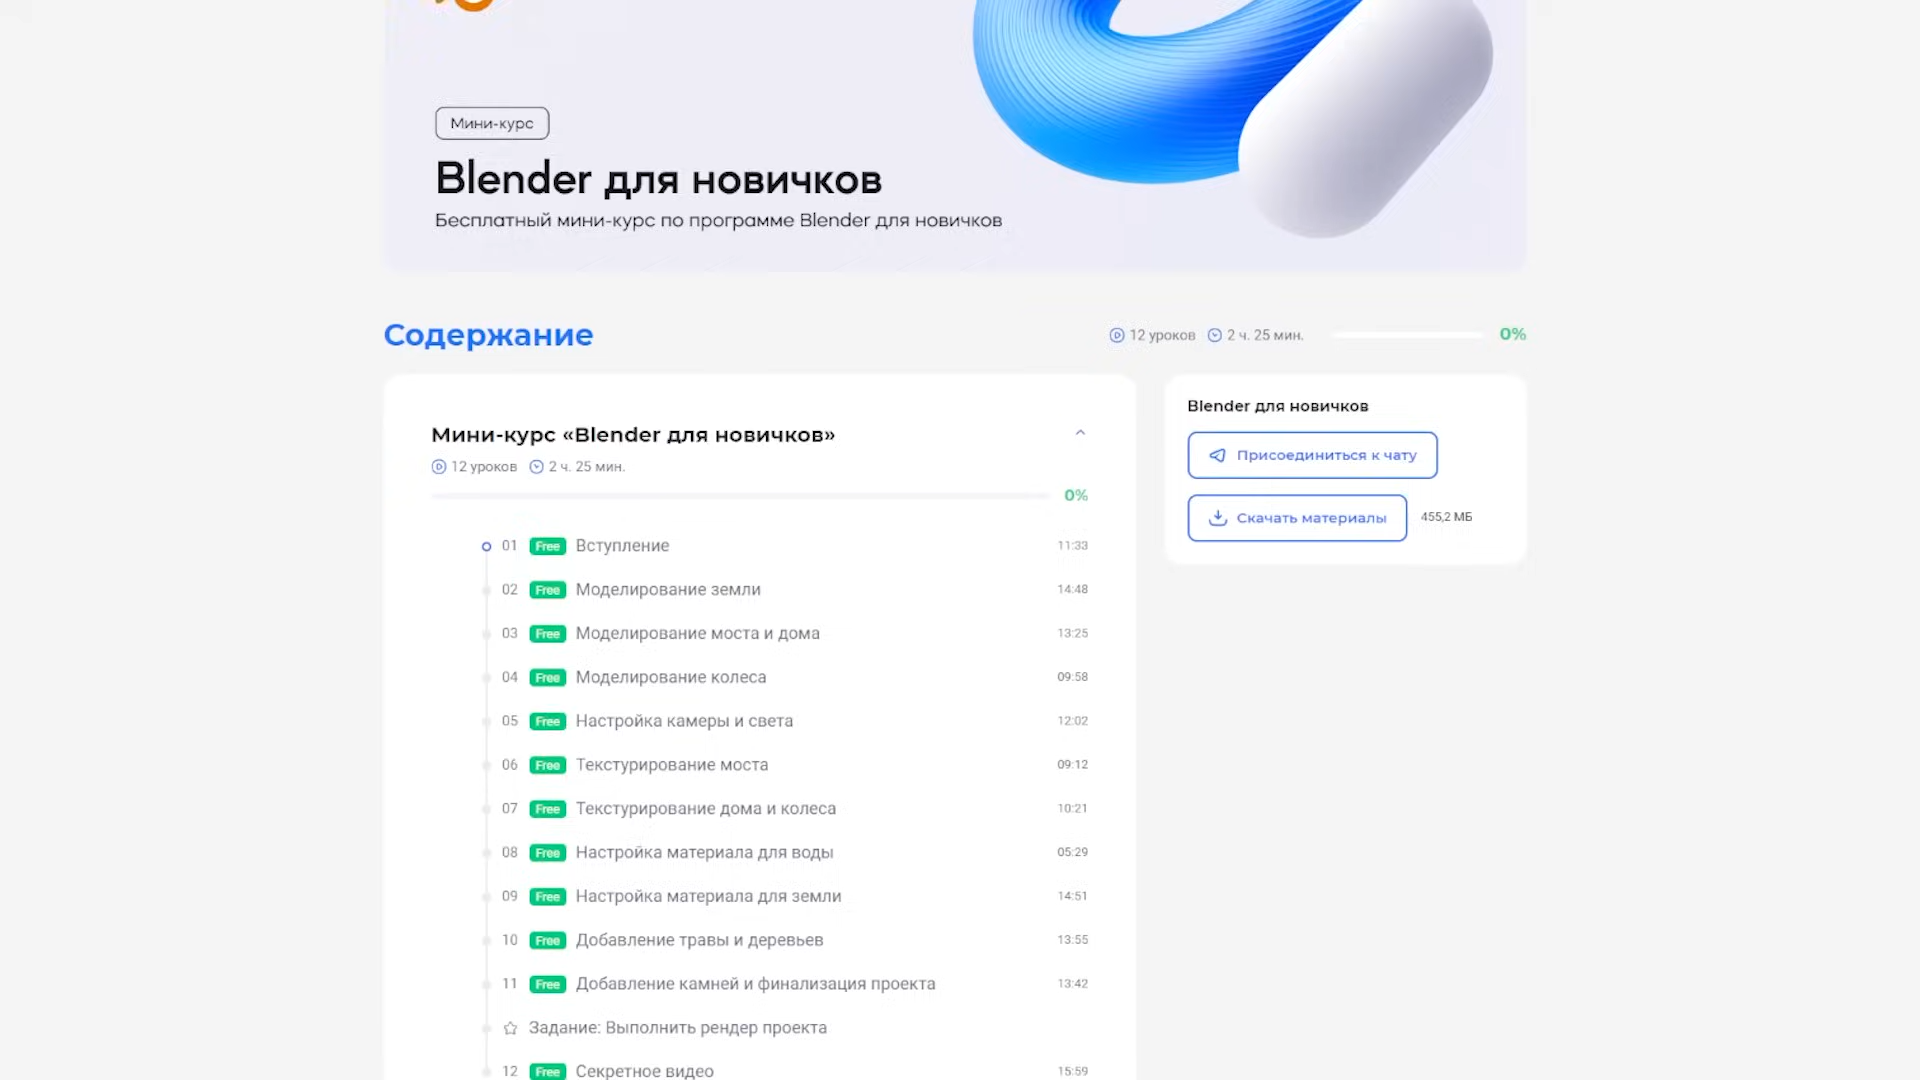 Мини-курс
Blender для новичков
Бесплатный мини-курс по программе Blender для новичков
Содержание
12 уроков 2 ч. 25 мин. 0%
Мини-курс «Blender для новичков»
12 уроков 2 ч. 25 мин.
0%
01 Free Вступление 11:33
02 Free Моделирование земли 14:48
03 Free Моделирование моста и дома 13:25
04 Free Моделирование колеса 09:58
05 Free Настройка камеры и света 12:02
06 Free Текстурирование моста 09:12
07 Free Текстурирование дома и колеса 10:21
08 Free Настройка материала для воды 05:29
09 Free Настройка материала для земли 14:51
10 Free Добавление травы и деревьев 13:55
11 Free Добавление камней и финализация проекта 13:42
Задание: Выполнить рендер проекта
12 Free Секретное видео 15:59
Blender для новичков
Присоединиться к чату
Скачать материалы 455,2 МБ